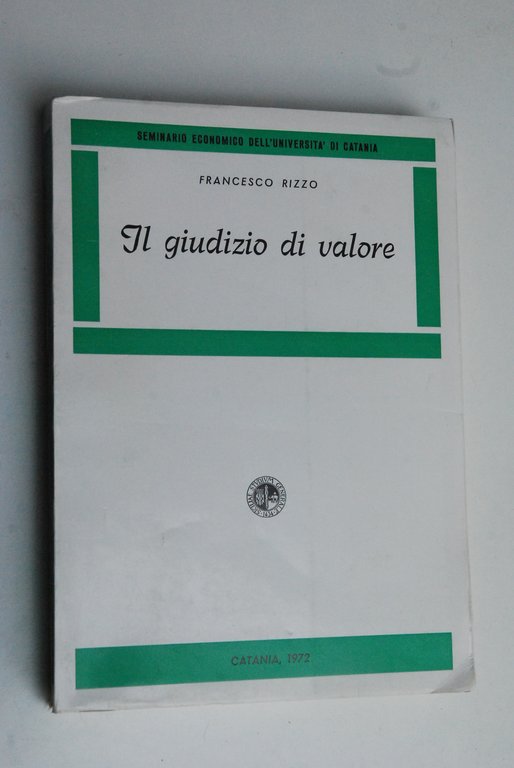 SEMINARIO ECONOMICO DELL'UNIVERSITA' DI CATANIA
FRANCESCO RIZZO
Il giudizio di valore
CATANIA, 1972